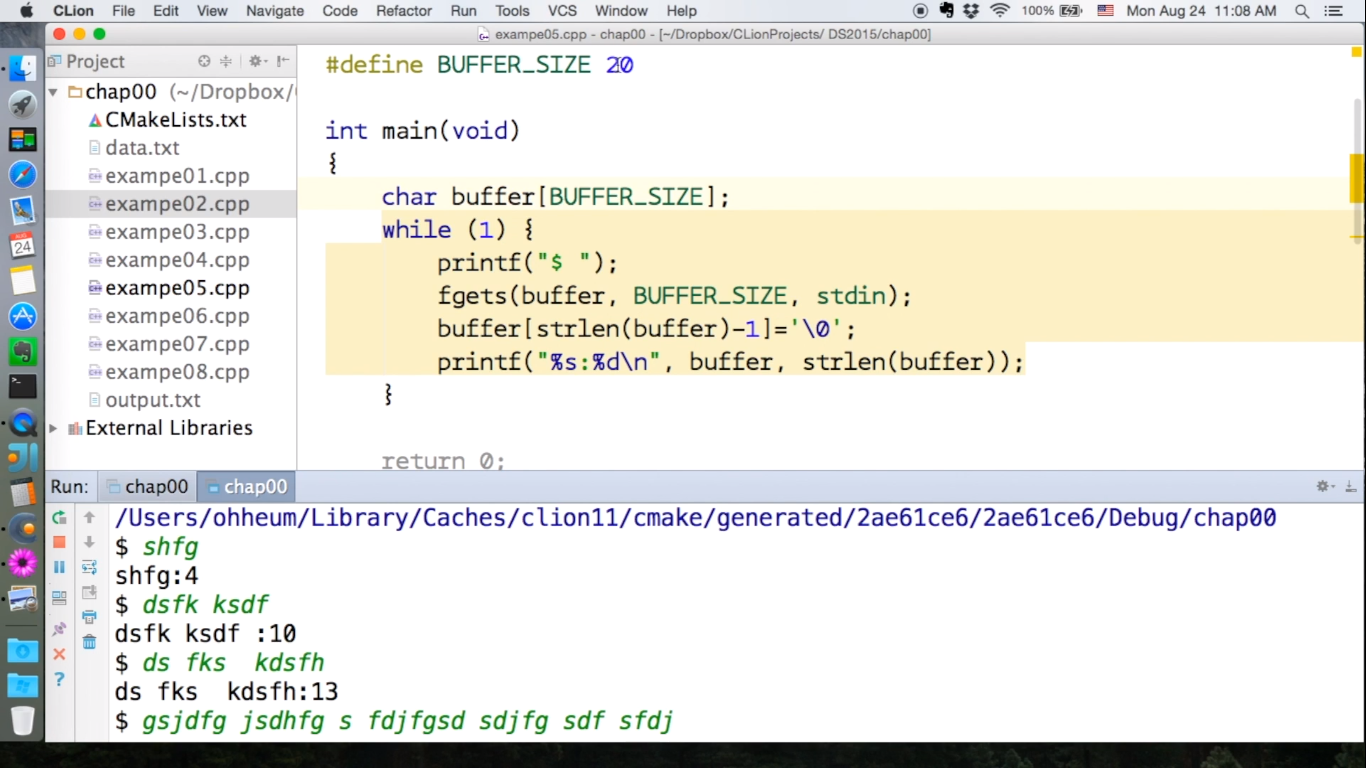 CLion File Edit View Navigate Code Refactor Run Tools VCS Window Help 100% Mon Aug 24 11:08 AM
exampe05.cpp - chap00 - [~/Dropbox/CLionProjects/ DS2015/chap00]
Project
chap00 (~/Dropbox/
CMakeLists.txt
data.txt
exampe01.cpp
exampe02.cpp
exampe03.cpp
exampe04.cpp
exampe05.cpp
exampe06.cpp
exampe07.cpp
exampe08.cpp
output.txt
External Libraries
#define BUFFER_SIZE 20
int main(void)
{
char buffer[BUFFER_SIZE];
while (1) {
printf("$ ");
fgets(buffer, BUFFER_SIZE, stdin);
buffer[strlen(buffer)-1]='\0';
printf("%s:%d\n", buffer, strlen(buffer));
}
return 0;
24
Run: chap00 chap00
/Users/ohheum/Library/Caches/clion11/cmake/generated/2ae61ce6/2ae61ce6/Debug/chap00
$ shfg
shfg:4
$ dsfk ksdf
dsfk ksdf :10
$ ds fks  kdsfh
ds fks  kdsfh:13
$ gsjdfg jsdhfg s fdjfgsd sdjfg sdf sfdj